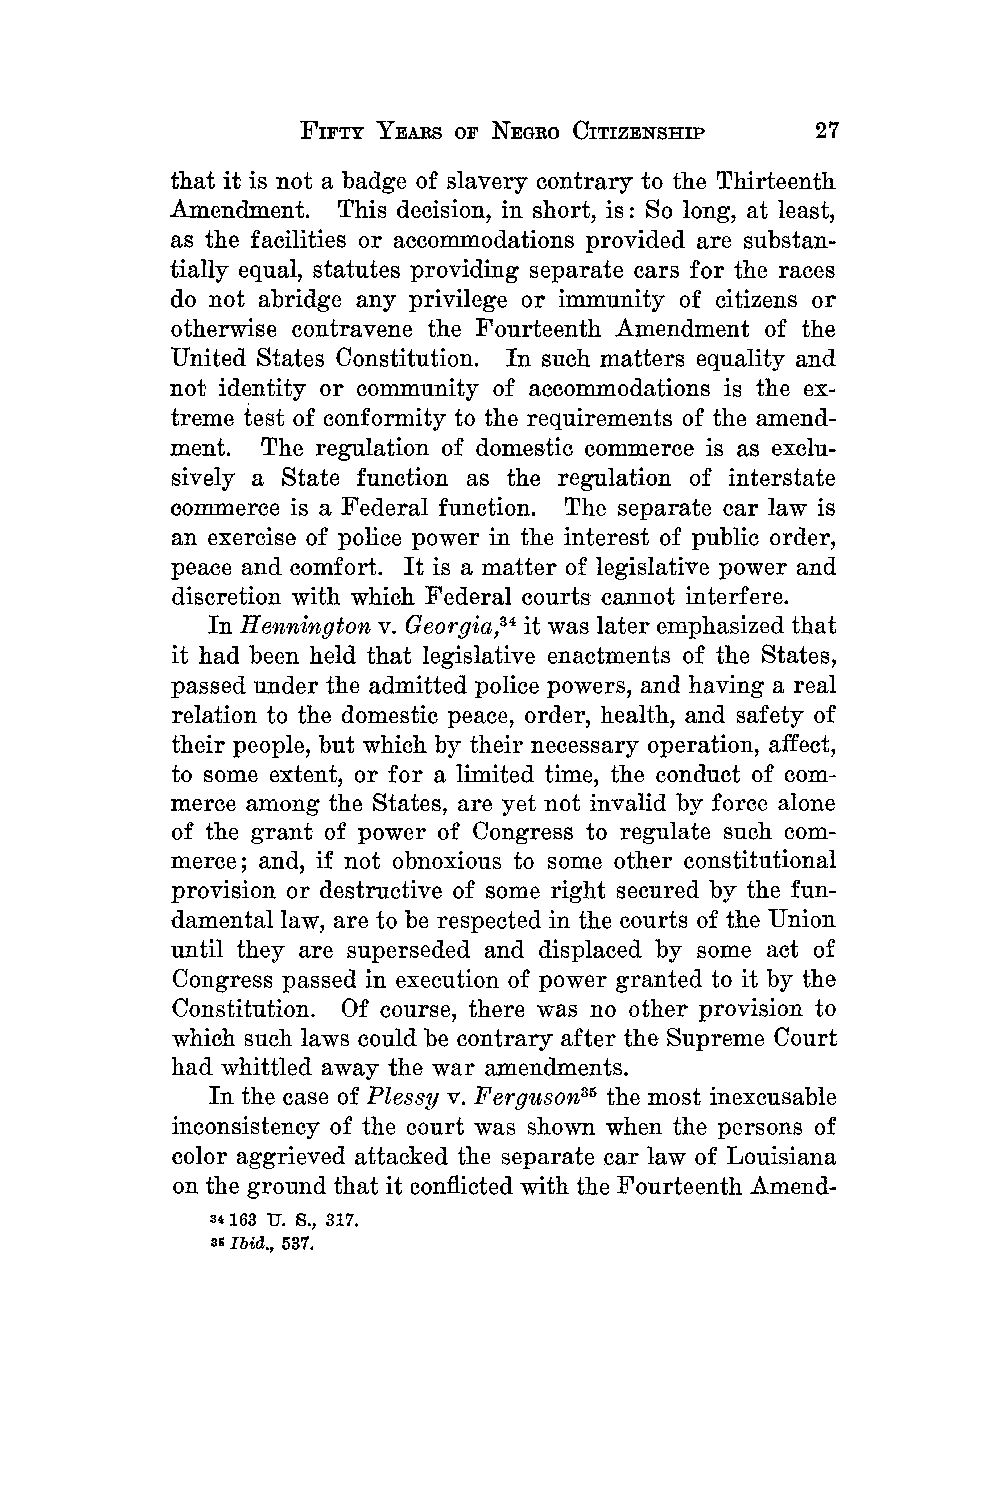 FIFTY YEARS OF NEGRO CITIZENSHIP 27
that it is not a badge of slavery contrary to the Thirteenth
Amendment. This decision, in short, is: So long, at least,
as the facilities or accommodations provided are substan-
tially equal, statutes providing separate cars for the races
do not abridge any privilege or immunity of citizens or
otherwise contravene the Fourteenth Amendment of the
United States Constitution. In such matters equality and
not identity or community of accommodations is the ex-
treme test of conformity to the requirements of the amend-
ment. The regulation of domestic commerce is as exclu-
sively a State function as the regulation of interstate
commerce is a Federal function. The separate car law is
an exercise of police power in the interest of public order,
peace and comfort. It is a matter of legislative power and
discretion with which Federal courts cannot interfere.
In Hennington v. Georgia,³⁴ it was later emphasized that
it had been held that legislative enactments of the States,
passed under the admitted police powers, and having a real
relation to the domestic peace, order, health, and safety of
their people, but which by their necessary operation, affect,
to some extent, or for a limited time, the conduct of com-
merce among the States, are yet not invalid by force alone
of the grant of power of Congress to regulate such com-
merce; and, if not obnoxious to some other constitutional
provision or destructive of some right secured by the fun-
damental law, are to be respected in the courts of the Union
until they are superseded and displaced by some act of
Congress passed in execution of power granted to it by the
Constitution. Of course, there was no other provision to
which such laws could be contrary after the Supreme Court
had whittled away the war amendments.
In the case of Plessy v. Ferguson³⁵ the most inexcusable
inconsistency of the court was shown when the persons of
color aggrieved attacked the separate car law of Louisiana
on the ground that it conflicted with the Fourteenth Amend-
³⁴ 163 U. S., 317.
³⁵ Ibid., 537.